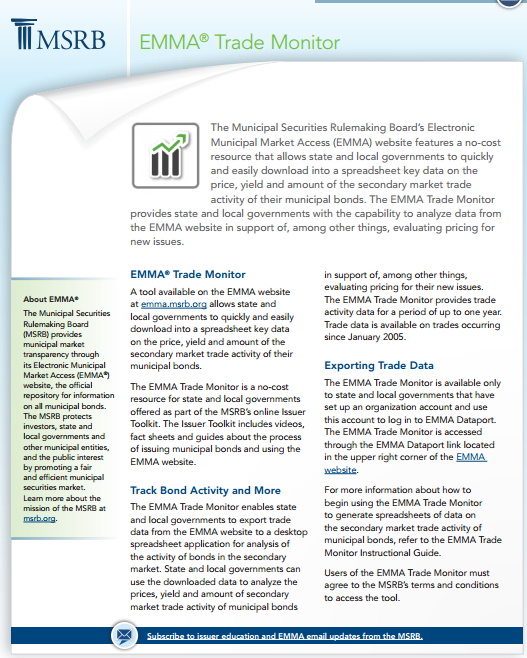 MSRB
EMMA® Trade Monitor
The Municipal Securities Rulemaking Board's Electronic
Municipal Market Access (EMMA) website features a no-cost
resource that allows state and local governments to quickly
and easily download into a spreadsheet key data on the
price, yield and amount of the secondary market trade
activity of their municipal bonds. The EMMA Trade Monitor
provides state and local governments with the capability to analyze data from
the EMMA website in support of, among other things, evaluating pricing for
new issues.
About EMMA®
The Municipal Securities
Rulemaking Board
(MSRB) provides
municipal market
transparency through
its Electronic Municipal
Market Access (EMMA®)
website, the official
repository for information
on all municipal bonds.
The MSRB protects
investors, state and
local governments and
other municipal entities,
and the public interest
by promoting a fair
and efficient municipal
securities market.
Learn more about the
mission of the MSRB at
msrb.org.
EMMA® Trade Monitor
A tool available on the EMMA website
at emma.msrb.org allows state and
local governments to quickly and easily
download into a spreadsheet key data
on the price, yield and amount of the
secondary market trade activity of their
municipal bonds.
The EMMA Trade Monitor is a no-cost
resource for state and local governments
offered as part of the MSRB's online Issuer
Toolkit. The Issuer Toolkit includes videos,
fact sheets and guides about the process
of issuing municipal bonds and using the
EMMA website.
Track Bond Activity and More
The EMMA Trade Monitor enables state
and local governments to export trade
data from the EMMA website to a desktop
spreadsheet application for analysis of
the activity of bonds in the secondary
market. State and local governments can
use the downloaded data to analyze the
prices, yield and amount of secondary
market trade activity of municipal bonds
in support of, among other things,
evaluating pricing for their new issues.
The EMMA Trade Monitor provides trade
activity data for a period of up to one year.
Trade data is available on trades occurring
since January 2005.
Exporting Trade Data
The EMMA Trade Monitor is available only
to state and local governments that have
set up an organization account and use
this account to log in to EMMA Dataport.
The EMMA Trade Monitor is accessed
through the EMMA Dataport link located
in the upper right corner of the EMMA
website.
For more information about how to
begin using the EMMA Trade Monitor
to generate spreadsheets of data on
the secondary market trade activity of
municipal bonds, refer to the EMMA Trade
Monitor Instructional Guide.
Users of the EMMA Trade Monitor must
agree to the MSRB's terms and conditions
to access the tool.
Subscribe to issuer education and EMMA email updates from the MSRB.